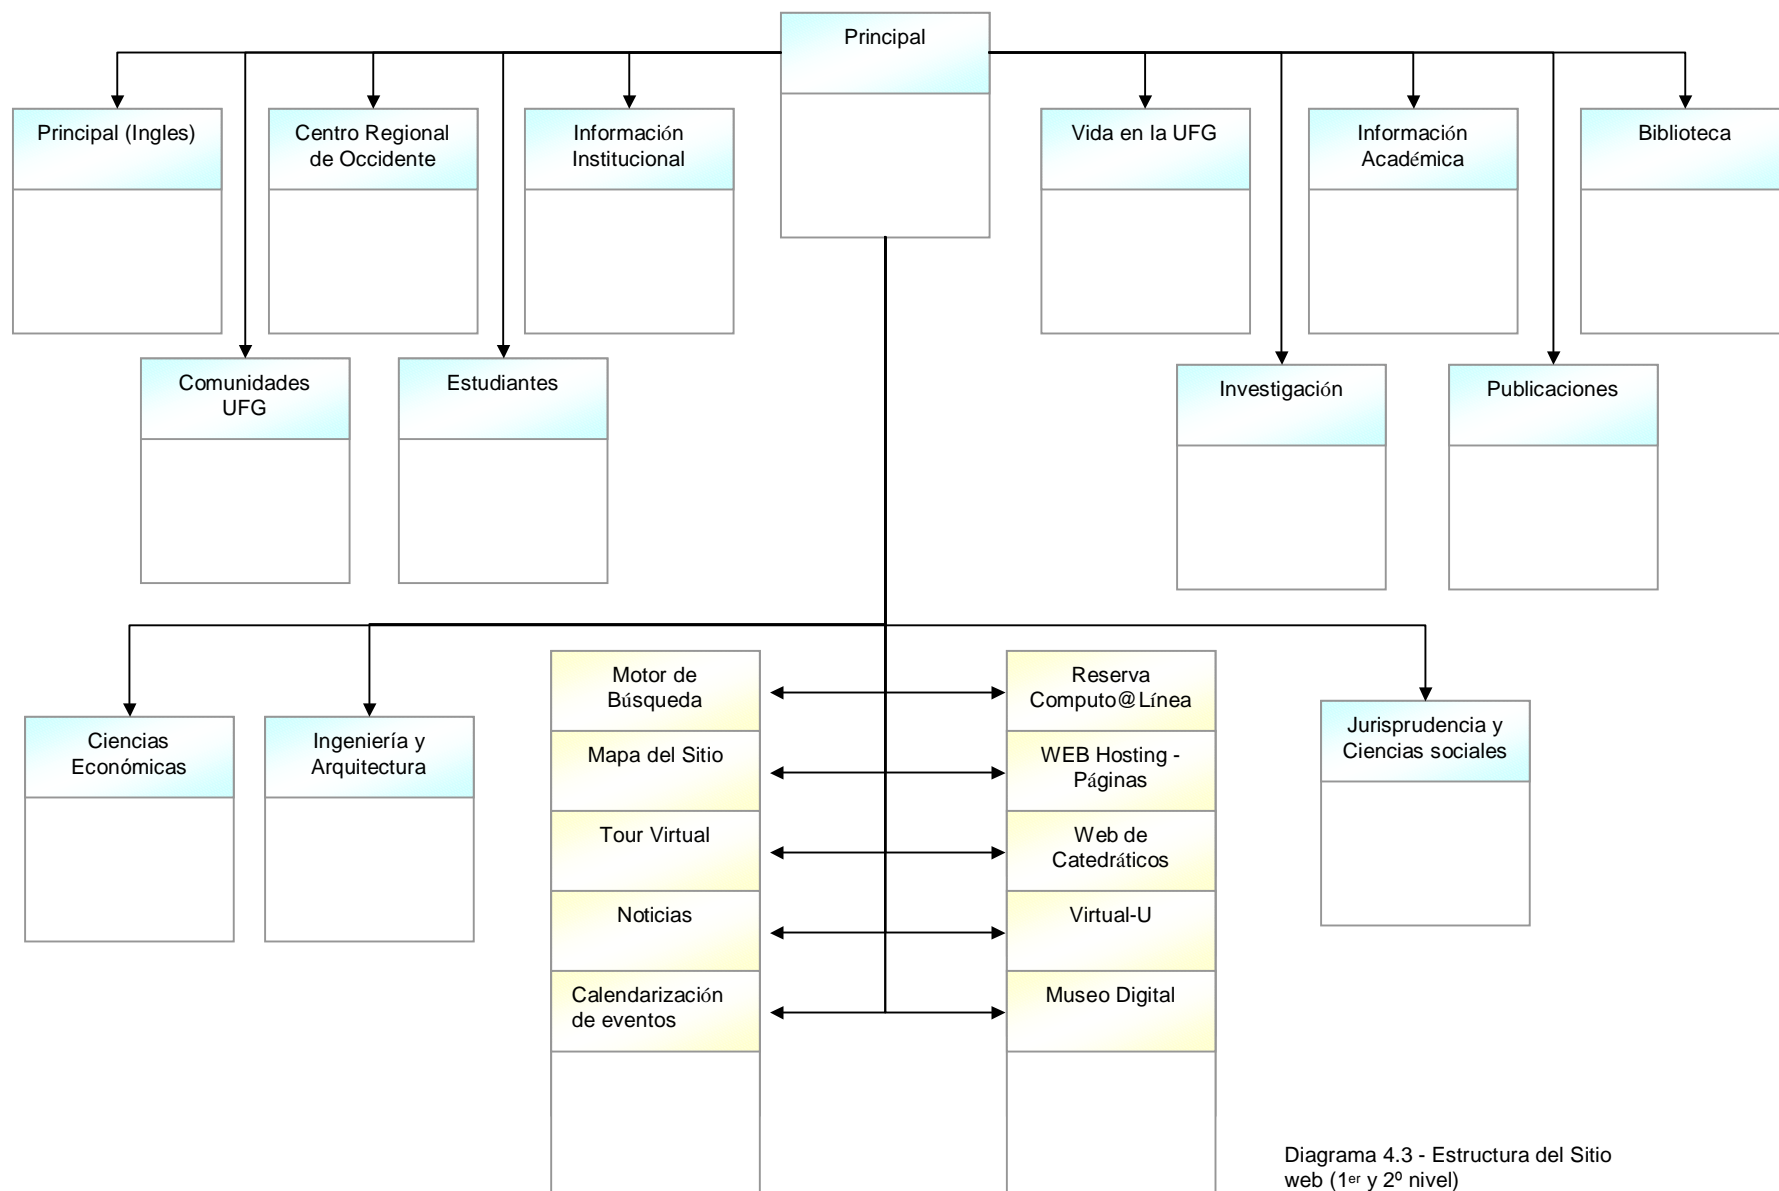 Principal
Principal (Ingles)
Centro Regional
de Occidente
Información
Institucional
Vida en la UFG
Información
Académica
Biblioteca
Comunidades
UFG
Estudiantes
Investigación
Publicaciones
Ciencias
Económicas
Ingeniería y
Arquitectura
Motor de
Búsqueda
Mapa del Sitio
Tour Virtual
Noticias
Calendarización
de eventos
Reserva
Computo@Línea
WEB Hosting -
Páginas
Web de
Catedráticos
Virtual-U
Museo Digital
Jurisprudencia y
Ciencias sociales
Diagrama 4.3 - Estructura del Sitio
web (1er y 2º nivel)